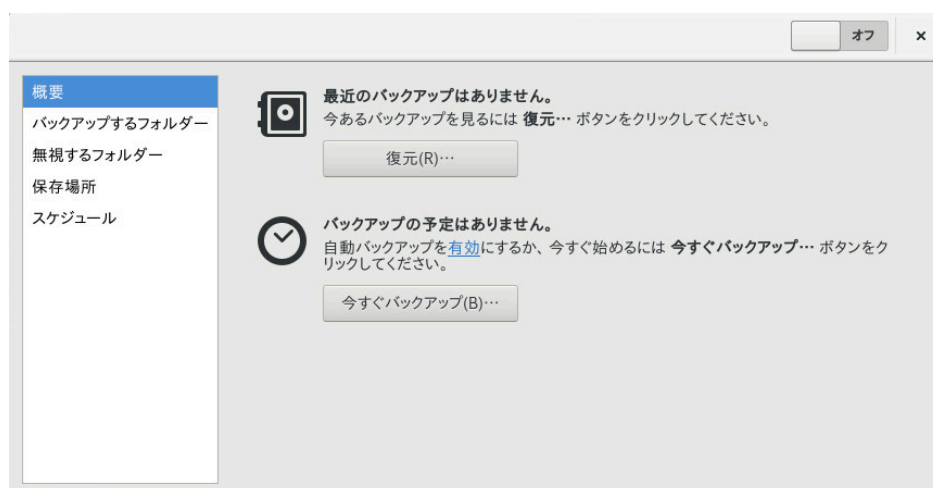 オフ
×
概要
バックアップするフォルダー
無視するフォルダー
保存場所
スケジュール
最近のバックアップはありません。
今あるバックアップを見るには 復元… ボタンをクリックしてください。
復元(R)…
バックアップの予定はありません。
自動バックアップを有効にするか、今すぐ始めるには 今すぐバックアップ… ボタンをク
リックしてください。
今すぐバックアップ(B)…